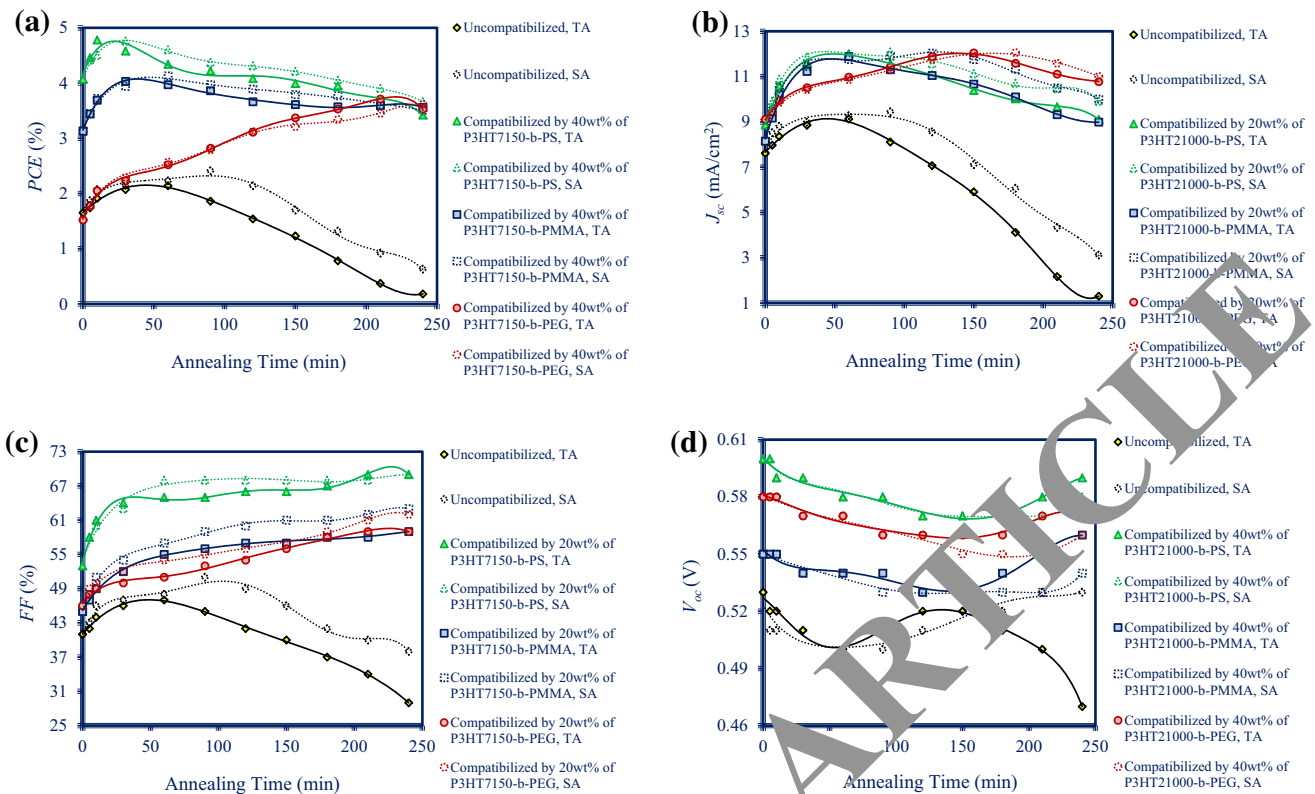 (a)
PCE (%)
5
4
3
2
1
0
0 50 100 150 200 250
Annealing Time (min)
Uncompatibilized, TA
Uncompatibilized, SA
Compatibilized by 40wt% of
P3HT7150-b-PS, TA
Compatibilized by 40wt% of
P3HT7150-b-PS, SA
Compatibilized by 40wt% of
P3HT7150-b-PMMA, TA
Compatibilized by 40wt% of
P3HT7150-b-PMMA, SA
Compatibilized by 40wt% of
P3HT7150-b-PEG, TA
Compatibilized by 40wt% of
P3HT7150-b-PEG, SA
(b)
Jsc (mA/cm²)
13
11
9
7
5
3
1
0 50 100 150 200 250
Annealing Time (min)
Uncompatibilized, TA
Uncompatibilized, SA
Compatibilized by 20wt% of
P3HT21000-b-PS, TA
Compatibilized by 20wt% of
P3HT21000-b-PS, SA
Compatibilized by 20wt% of
P3HT21000-b-PMMA, TA
Compatibilized by 20wt% of
P3HT21000-b-PMMA, SA
Compatibilized by 20wt% of
TA
Compatibilized
P3HT21000-b-PEG,
(c)
FF (%)
73
67
61
55
49
43
37
31
25
0 50 100 150 200 250
Annealing Time (min)
Uncompatibilized, TA
Uncompatibilized, SA
Compatibilized by 20wt% of
P3HT7150-b-PS, TA
Compatibilized by 20wt% of
P3HT7150-b-PS, SA
Compatibilized by 20wt% of
P3HT7150-b-PMMA, TA
Compatibilized by 20wt% of
P3HT7150-b-PMMA, SA
Compatibilized by 20wt% of
P3HT7150-b-PEG, TA
Compatibilized by 20wt% of
P3HT7150-b-PEG, SA
(d)
Voc (V)
0.61
0.58
0.55
0.52
0.49
0.46
0 50 100 150 200 250
Annealing Time (min)
Uncompatibilized, TA
Uncompatibilized, SA
Compatibilized by 40wt% of
P3HT21000-b-PS, TA
Compatibilized by 40wt% of
P3HT21000-b-PS, SA
Compatibilized by 40wt% of
P3HT21000-b-PMMA, TA
Compatibilized by 40wt% of
P3HT21000-b-PMMA, SA
Compatibilized by 40wt% of
P3HT21000-b-PEG, TA
Compatibilized by 40wt% of
P3HT21000-b-PEG, SA
ARTICLE